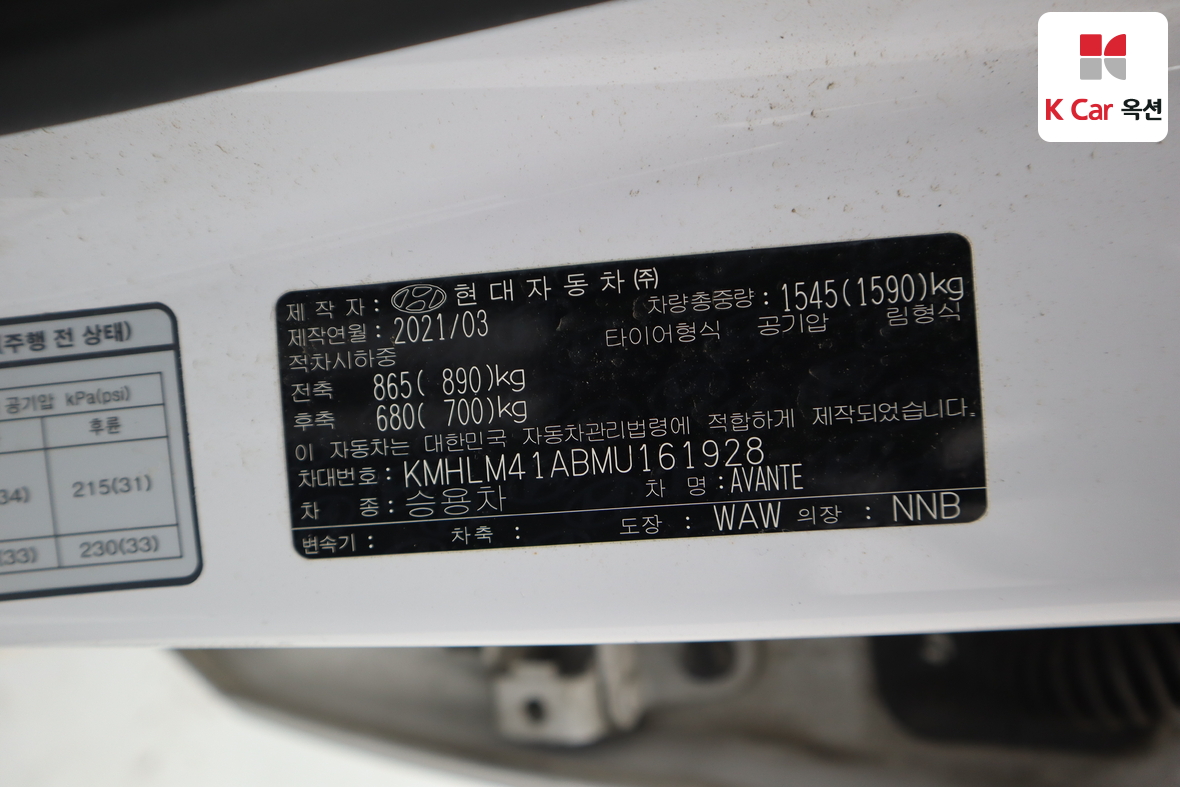 K Car 옥션
제 작 자 : 현 대 자 동 차 ㈜
차량총중량 : 1545(1590)kg
제작연월 : 2021/03
타이어형식 공기압 림형식
적차시하중
전축 865( 890)kg
후축 680( 700)kg
이 자동차는 대한민국 자동차관리법령에 적합하게 제작되었습니다.
차대번호 : KMHLM41ABMU161928
차 종 : 승용차 차 명 : AVANTE
변속기 : 차축 : 도장 : WAW 의장 : NNB
주행 전 상태)
공기압 kPa(psi)
후륜
34) 215(31)
(33) 230(33)